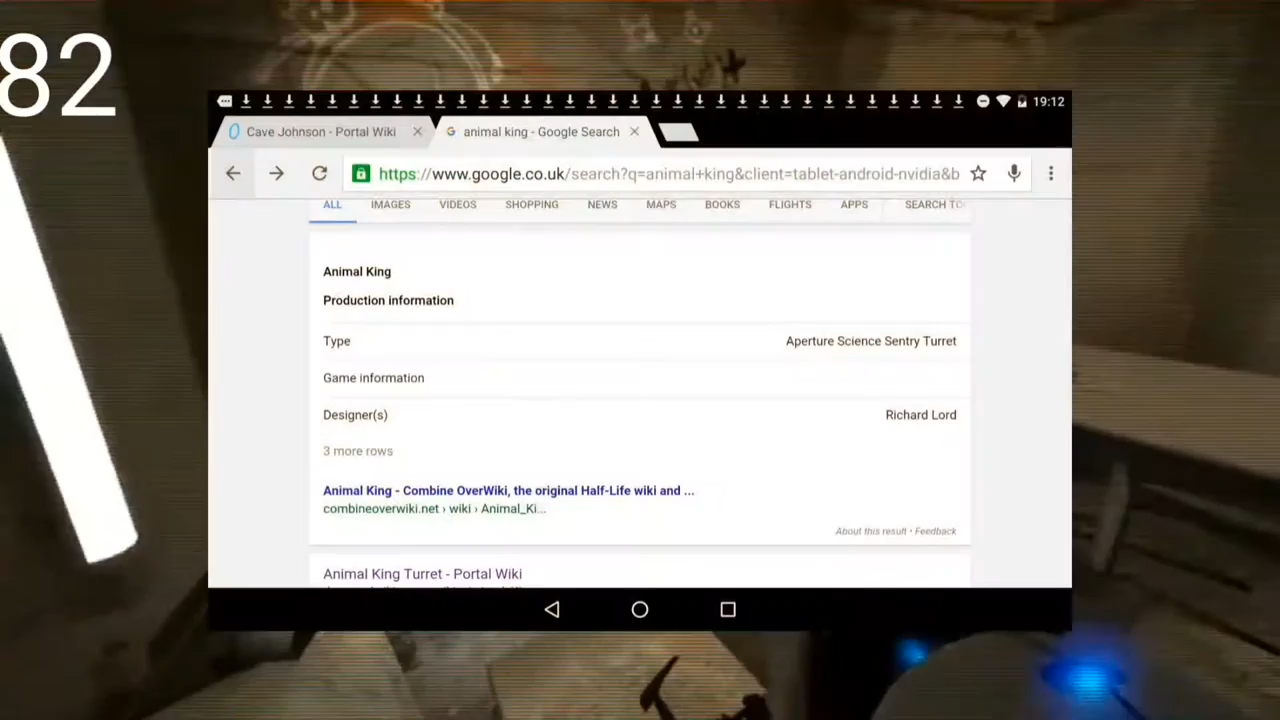 82
19:12
Cave Johnson - Portal Wiki
animal king - Google Search
https://www.google.co.uk/search?q=animal+king&client=tablet-android-nvidia&b
ALL IMAGES VIDEOS SHOPPING NEWS MAPS BOOKS FLIGHTS APPS SEARCH
Animal King
Production information
Type Aperture Science Sentry Turret
Game information
Designer(s) Richard Lord
3 more rows
Animal King - Combine OverWiki, the original Half-Life wiki and ...
combineoverwiki.net › wiki › Animal_Ki...
About this result • Feedback
Animal King Turret - Portal Wiki